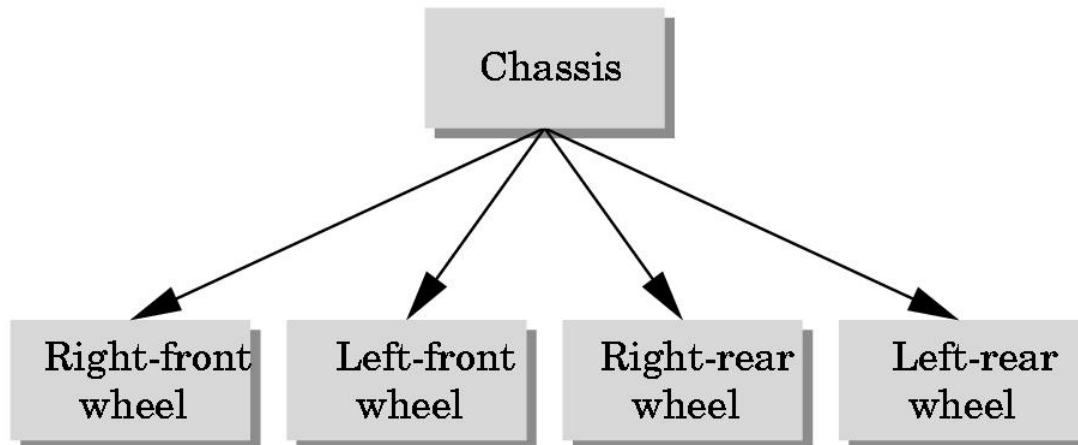 Chassis
Right-front
wheel
Left-front
wheel
Right-rear
wheel
Left-rear
wheel